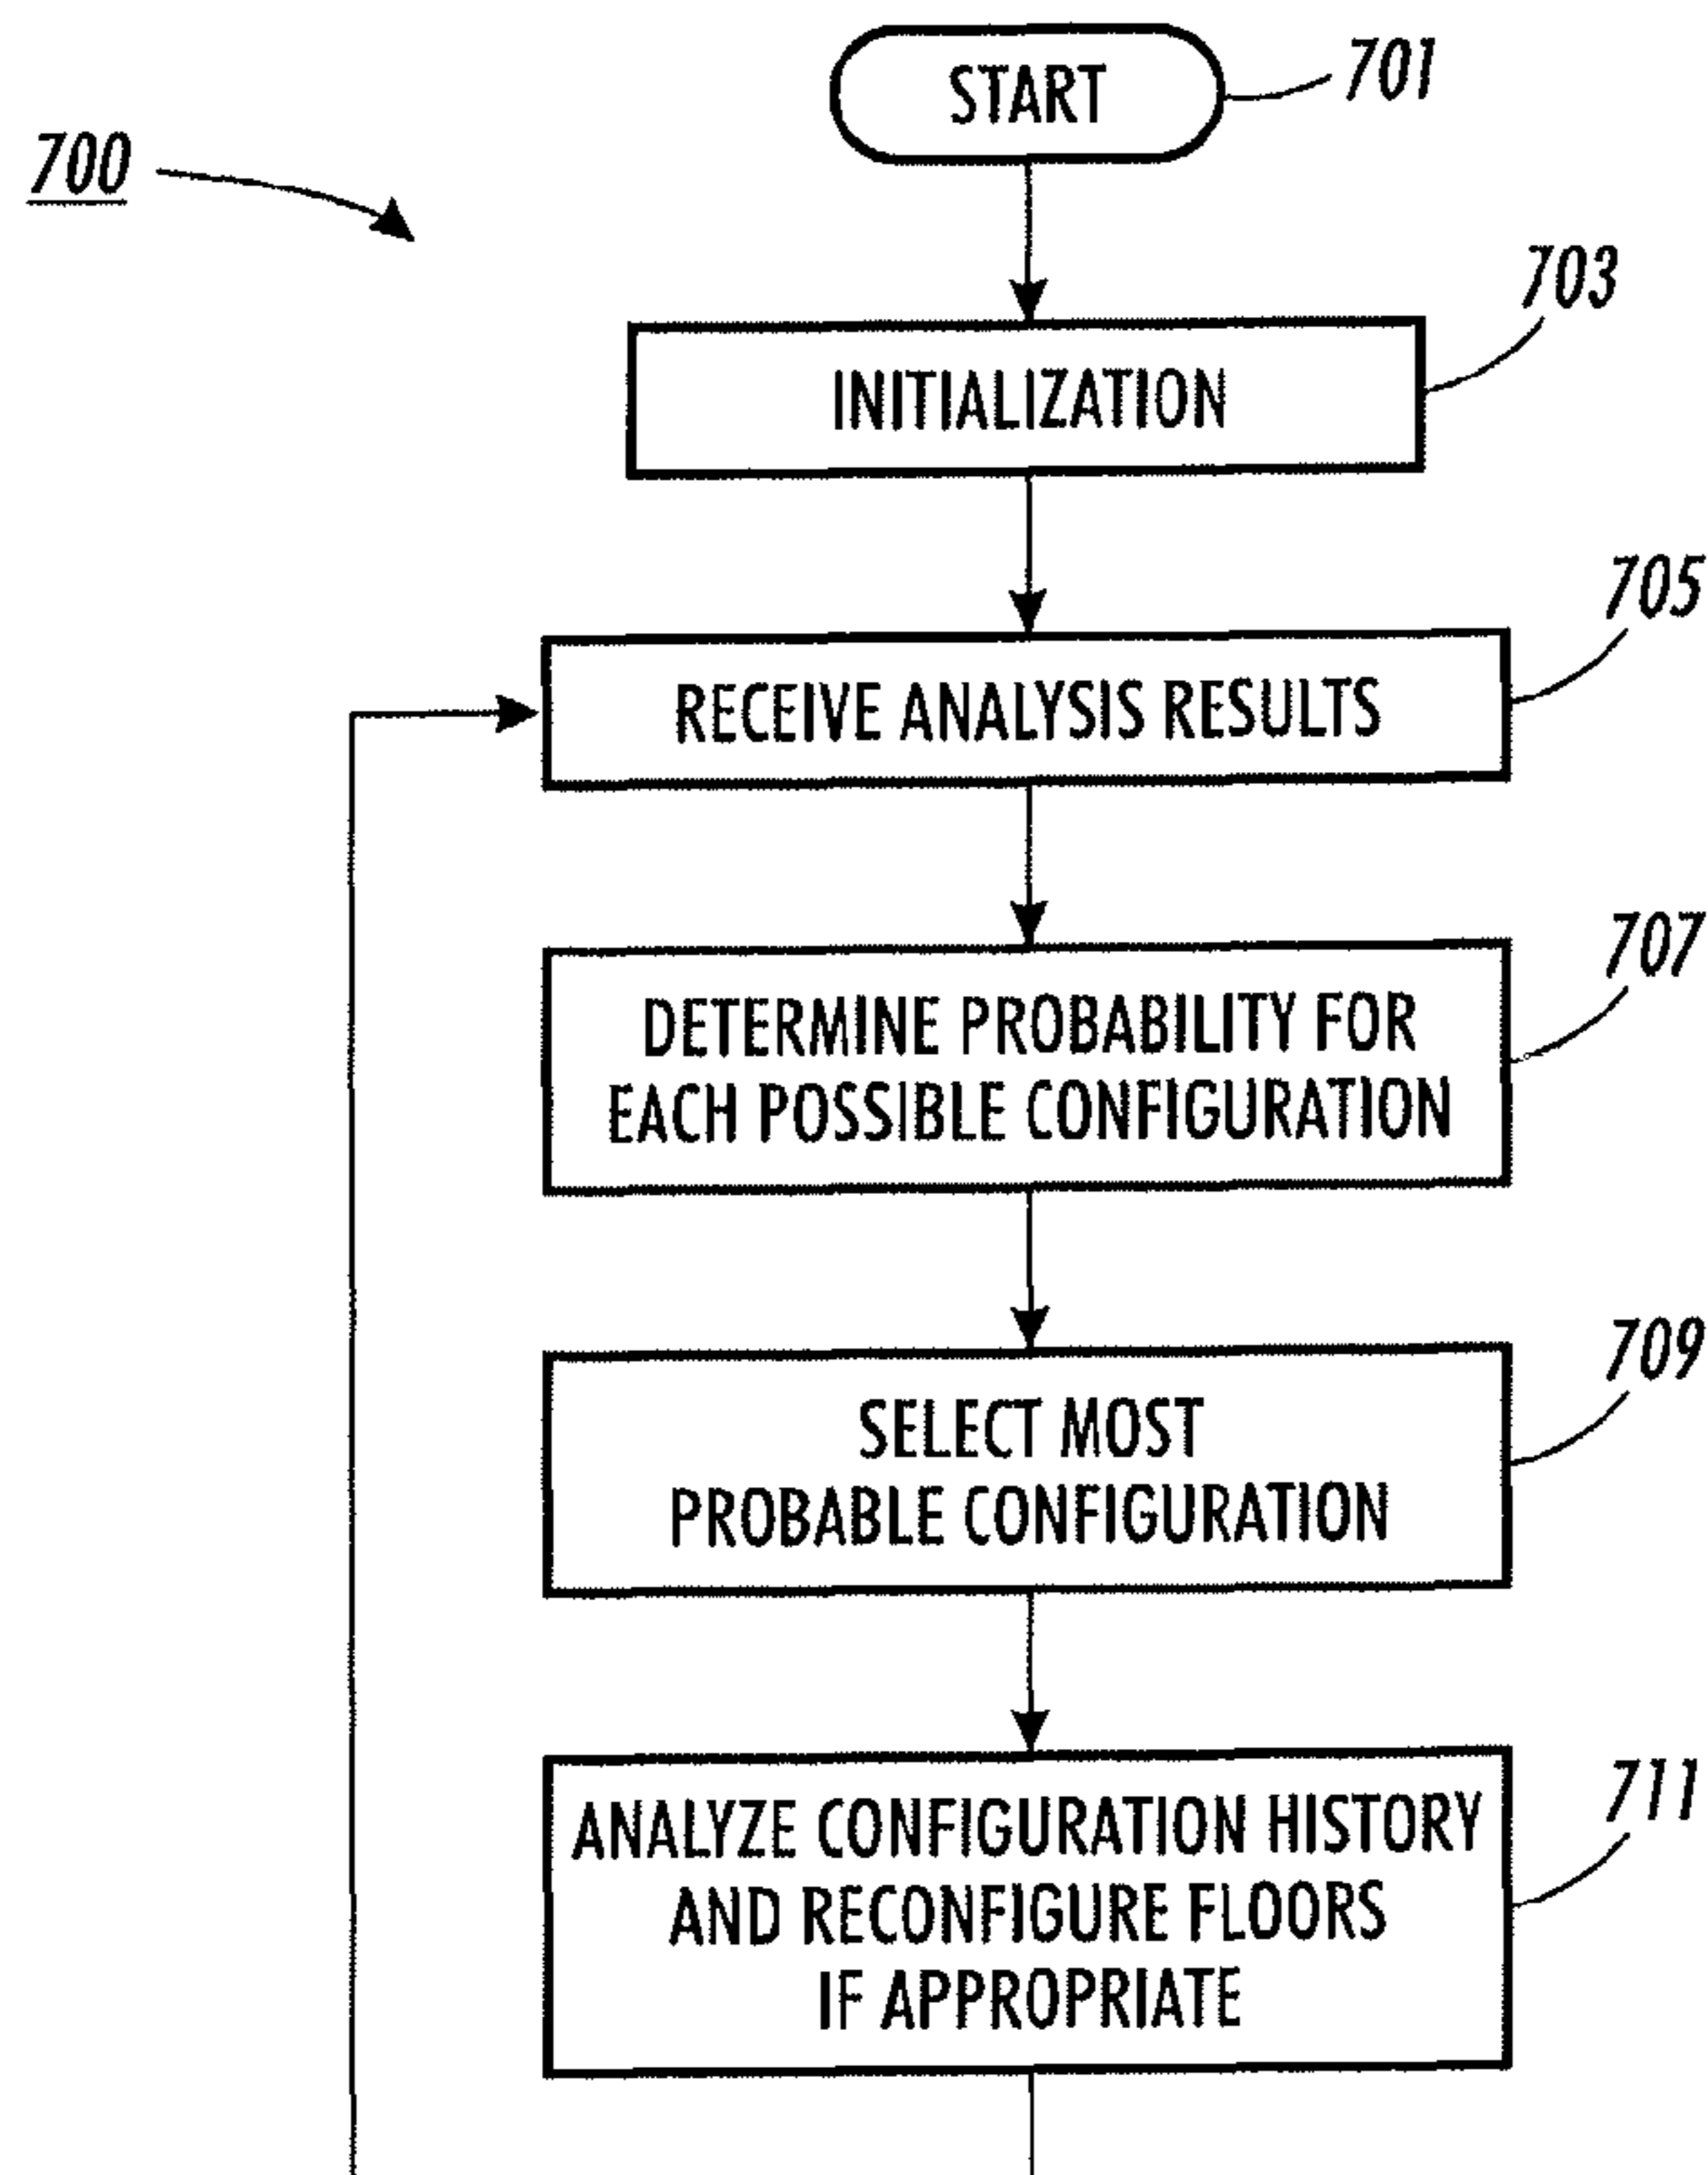 START
701
700
703
INITIALIZATION
705
RECEIVE ANALYSIS RESULTS
707
DETERMINE PROBABILITY FOR
EACH POSSIBLE CONFIGURATION
709
SELECT MOST
PROBABLE CONFIGURATION
711
ANALYZE CONFIGURATION HISTORY
AND RECONFIGURE FLOORS
IF APPROPRIATE